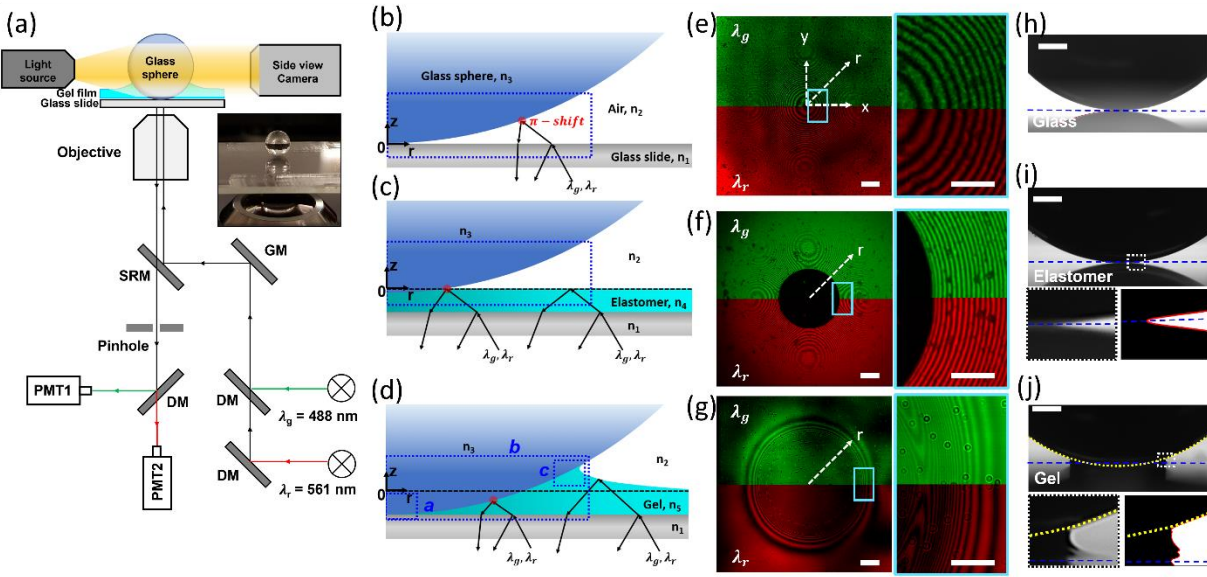 (a)
Light
source
Glass
sphere
Side view
Camera
Gel film
Glass slide
Objective
SRM
GM
Pinhole
PMT1
DM
DM
λg = 488 nm
PMT2
DM
λr = 561 nm
(b)
Glass sphere, n3
Air, n2
π − shift
z
0
r
Glass slide, n1
λg, λr
(c)
n3
n2
z
0
r
Elastomer, n4
n1
λg, λr
λg, λr
(d)
n3
b
n2
z
c
0
r
a
Gel, n5
n1
λg, λr
λg, λr
(e)
λg
y
r
x
λr
(f)
λg
r
λr
(g)
λg
r
λr
(h)
Glass
(i)
Elastomer
(j)
Gel